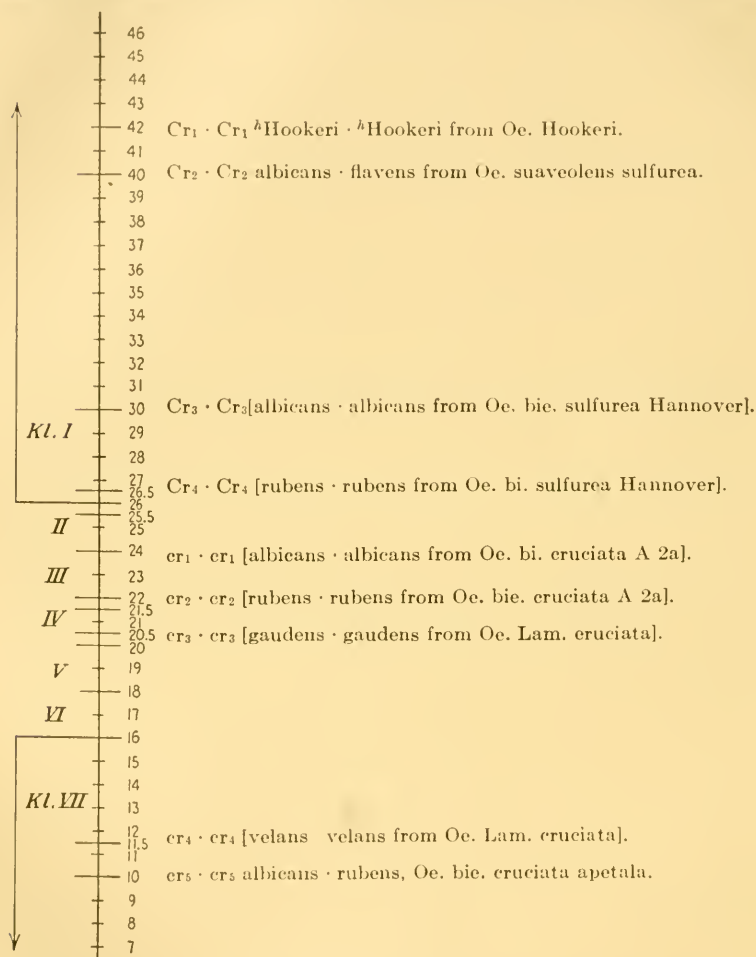 46
45
44
43
42 Cr₁ · Cr₁ ʰHookeri · ʰHookeri from Oe. Hookeri.
41
40 Cr₂ · Cr₂ albicans · flavens from Oe. suaveolens sulfurea.
39
38
37
36
35
34
33
32
31
30 Cr₃ · Cr₃[albicans · albicans from Oe. bie. sulfurea Hannover].
Kl. I 29
28
27
26.5 Cr₄ · Cr₄ [rubens · rubens from Oe. bi. sulfurea Hannover].
26
25.5
II 25
24 cr₁ · cr₁ [albicans · albicans from Oe. bi. cruciata A 2a].
III 23
22 cr₂ · cr₂ [rubens · rubens from Oe. bie. cruciata A 2a].
21.5
IV 21
20.5 cr₃ · cr₃ [gaudens · gaudens from Oe. Lam. cruciata].
20
V 19
18
VI 17
16
15
14
Kl. VII 13
12
11.5 cr₄ · cr₄ [velans velans from Oe. Lam. cruciata].
11
10 cr₅ · cr₅ albicans · rubens, Oe. bie. cruciata apetala.
9
8
7